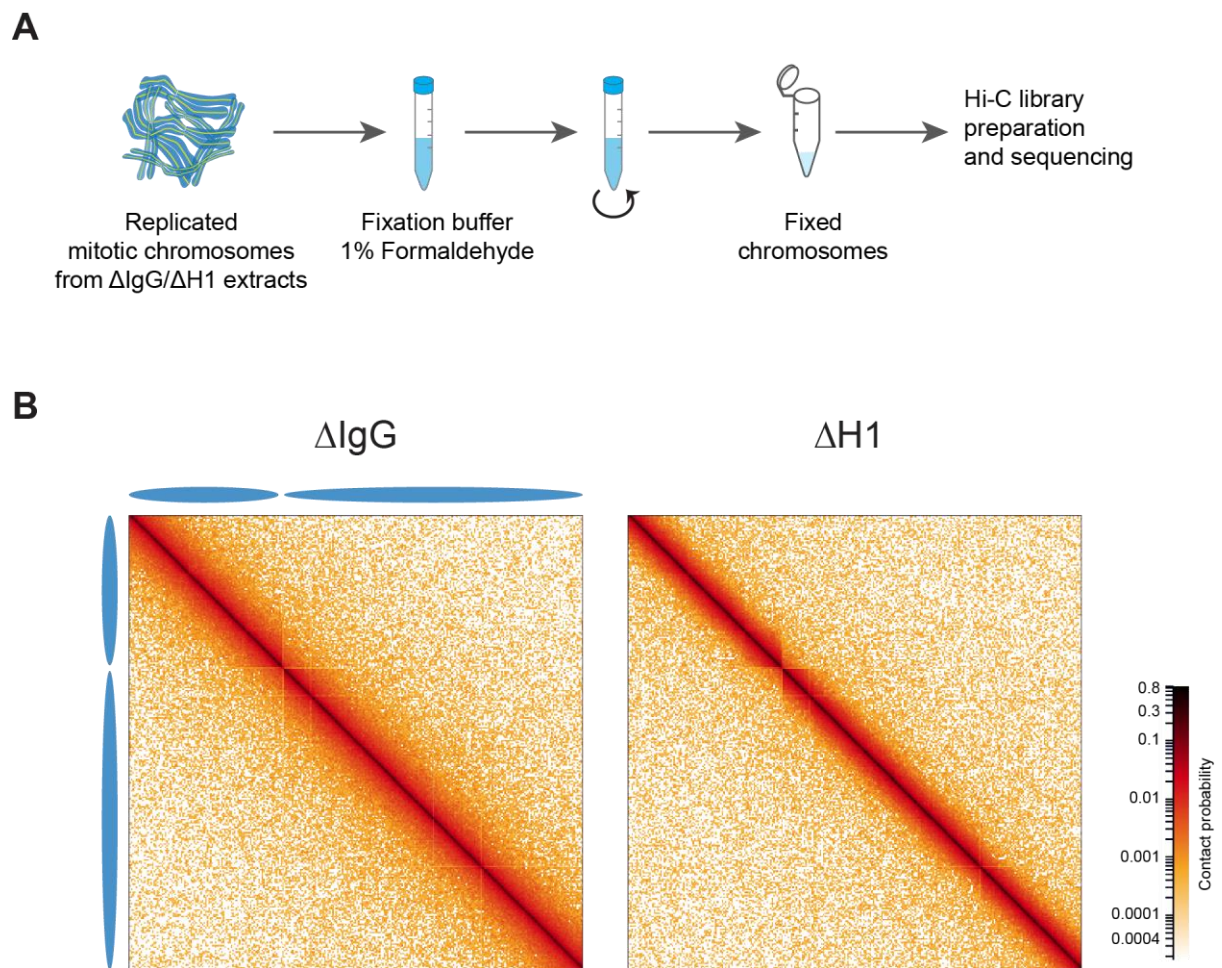 A
Replicated
mitotic chromosomes
from ΔIgG/ΔH1 extracts
Fixation buffer
1% Formaldehyde
Fixed
chromosomes
Hi-C library
preparation
and sequencing
B
ΔIgG
ΔH1
0.8
0.3
0.1
0.01
0.001
0.0001
0.0004
Contact probability